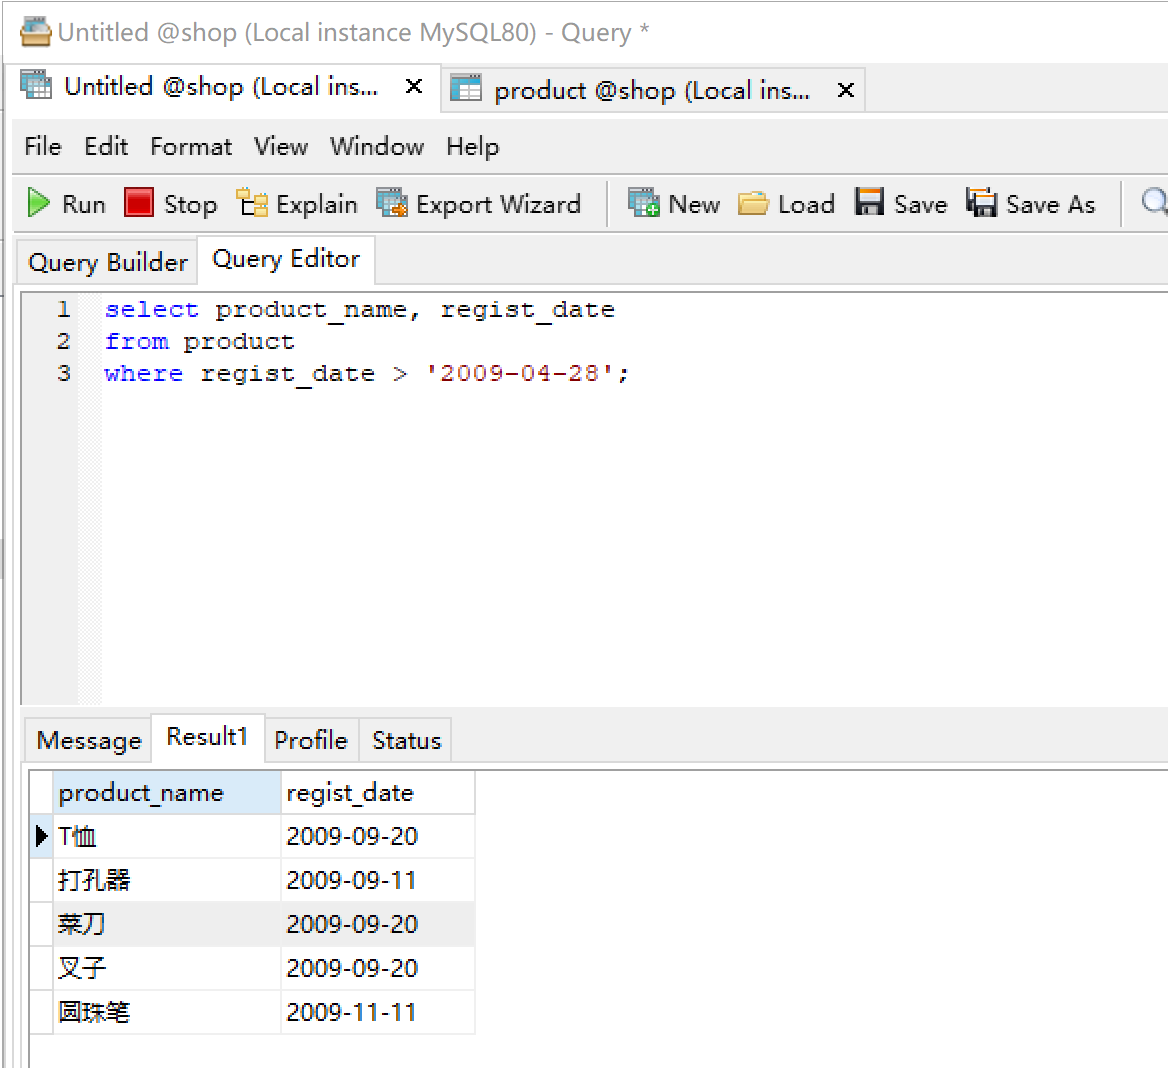 Untitled @shop (Local instance MySQL80) - Query *
Untitled @shop (Local ins... product @shop (Local ins...
File Edit Format View Window Help
Run Stop Explain Export Wizard New Load Save Save As
Query Builder Query Editor
1 select product_name, regist_date
2 from product
3 where regist_date > '2009-04-28';
Message Result1 Profile Status
product_name regist_date
T恤 2009-09-20
打孔器 2009-09-11
菜刀 2009-09-20
叉子 2009-09-20
圆珠笔 2009-11-11